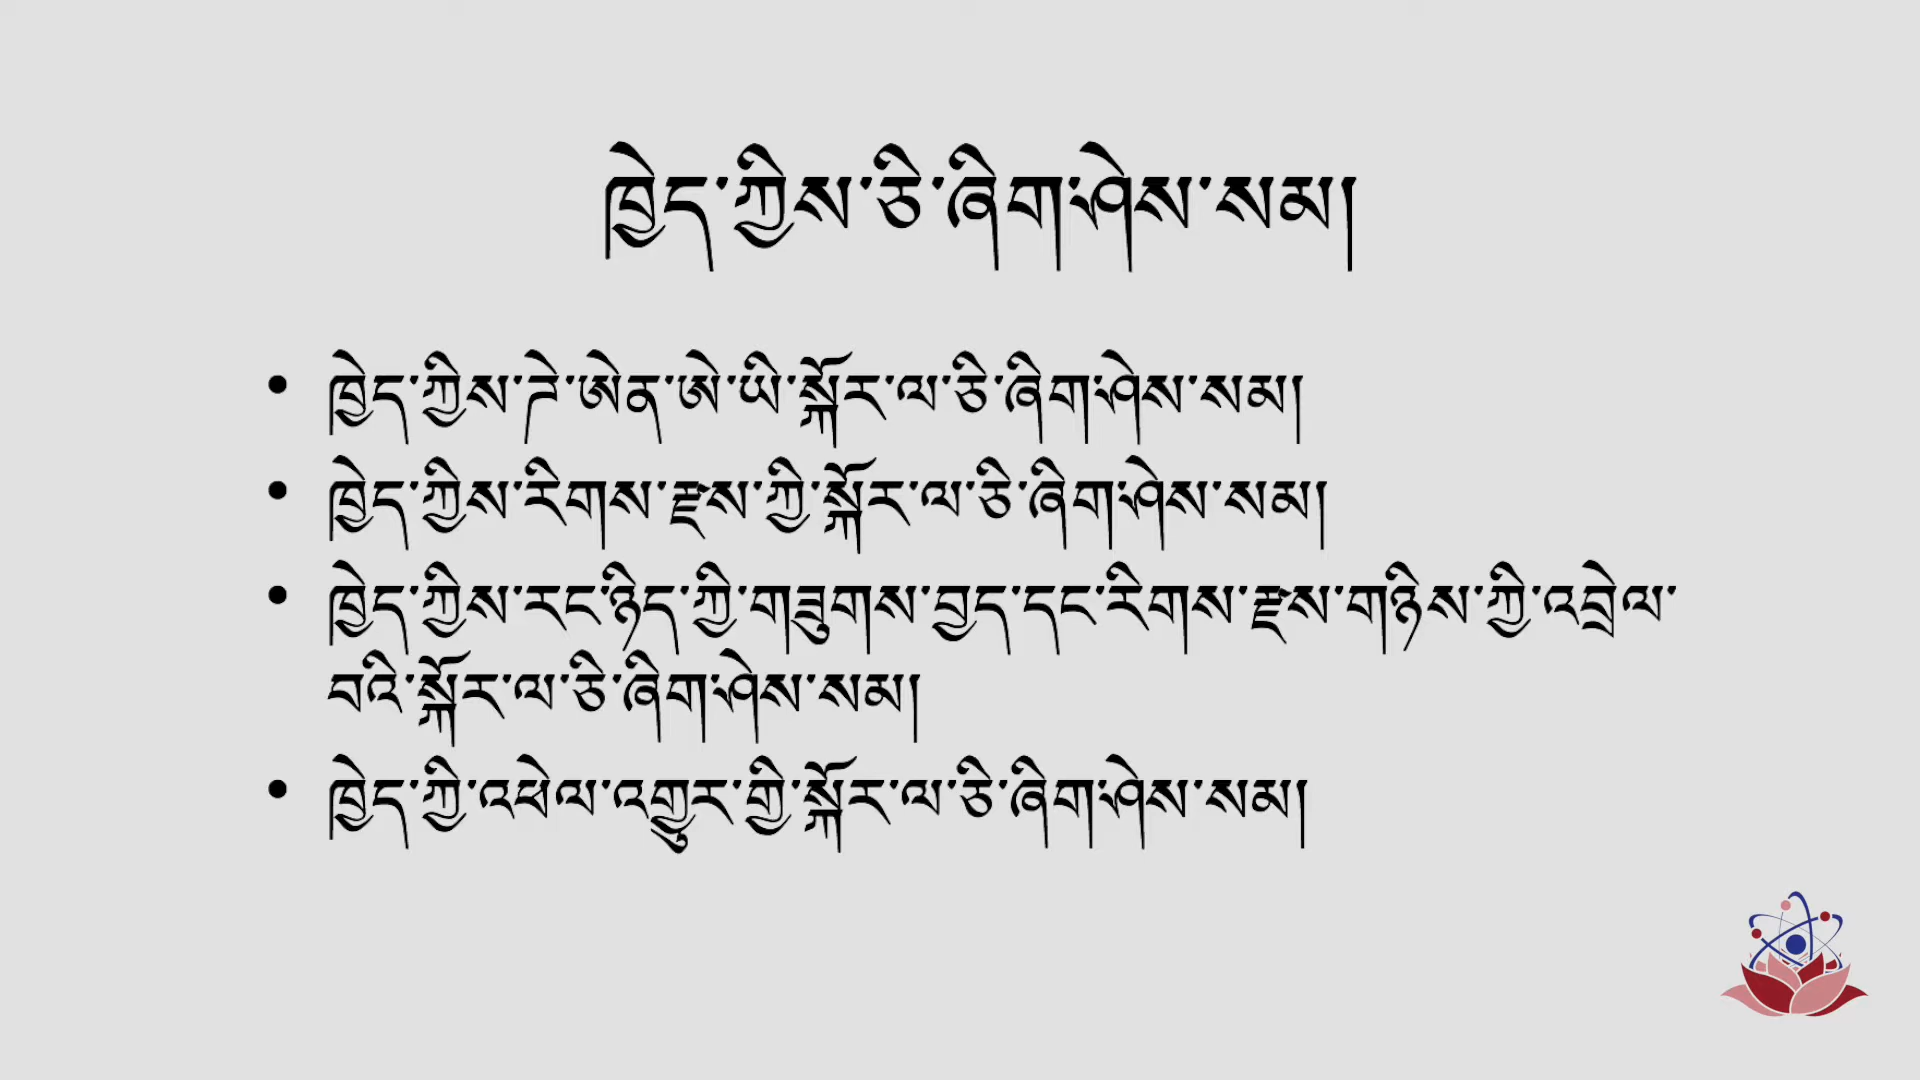 ཁྱེད་ཀྱིས་ཅི་ཞིག་ཤེས་སམ།
• ཁྱེད་ཀྱིས་ཌེ་ཨེན་ཨེ་ཡི་སྐོར་ལ་ཅི་ཞིག་ཤེས་སམ།
• ཁྱེད་ཀྱིས་རིགས་རྫས་ཀྱི་སྐོར་ལ་ཅི་ཞིག་ཤེས་སམ།
• ཁྱེད་ཀྱིས་རང་ཉིད་ཀྱི་གཟུགས་བྱད་དང་རིགས་རྫས་གཉིས་ཀྱི་འབྲེལ་
བའི་སྐོར་ལ་ཅི་ཞིག་ཤེས་སམ།
• ཁྱེད་ཀྱི་འཕེལ་འགྱུར་གྱི་སྐོར་ལ་ཅི་ཞིག་ཤེས་སམ།